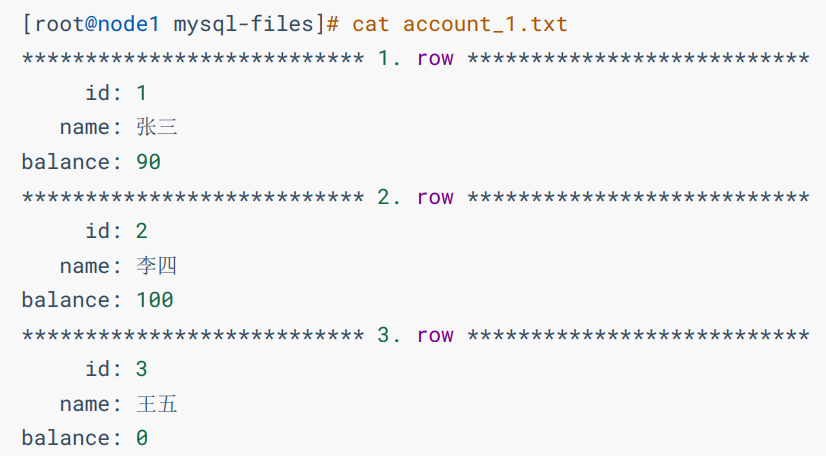 [root@node1 mysql-files]# cat account_1.txt
*************************** 1. row ***************************
id: 1
name: 张三
balance: 90
*************************** 2. row ***************************
id: 2
name: 李四
balance: 100
*************************** 3. row ***************************
id: 3
name: 王五
balance: 0